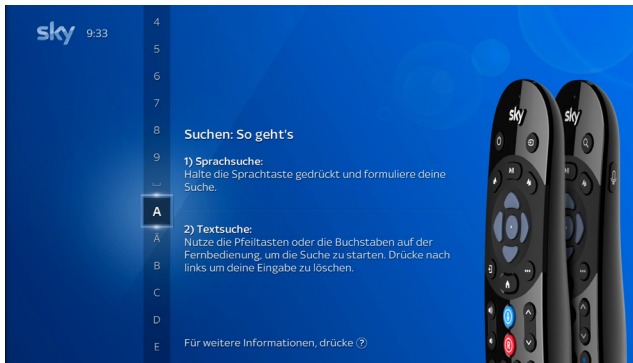 sky 9:33
4
5
6
7
8
9
A
Ä
B
C
D
E
Suchen: So geht's
1) Sprachsuche:
Halte die Sprachtaste gedrückt und formuliere deine
Suche.
2) Textsuche:
Nutze die Pfeiltasten oder die Buchstaben auf der
Fernbedienung, um die Suche zu starten. Drücke nach
links um deine Eingabe zu löschen.
Für weitere Informationen, drücke ?
sky
sky
R